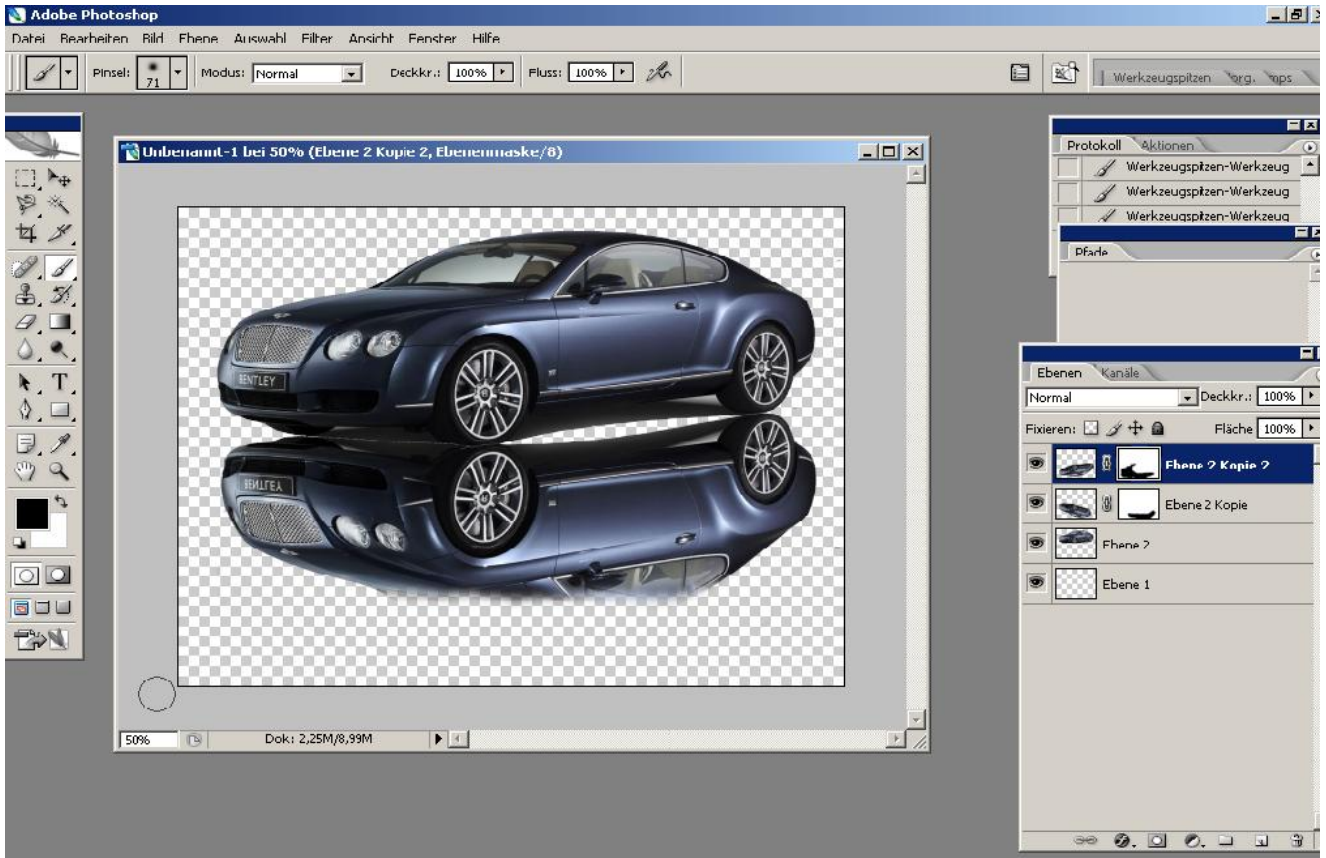 Adobe Photoshop
Datei Bearbeiten Bild Ebene Auswahl Filter Ansicht Fenster Hilfe
Pinsel: 71 Modus: Normal Deckkr.: 100% Fluss: 100%
Werkzeugspitzen
Unbenannt-1 bei 50% (Ebene 2 Kopie 2, Ebenenmaske/8)
BENTLEY
50% Dok: 2,25M/8,99M
T
Protokoll Aktionen
Werkzeugspitzen-Werkzeug
Werkzeugspitzen-Werkzeug
Werkzeugspitzen-Werkzeug
Pfade
Ebenen Kanäle
Normal Deckkr.: 100%
Fixieren: Fläche 100%
Ebene 2 Kopie 2
Ebene 2 Kopie
Ebene 2
Ebene 1